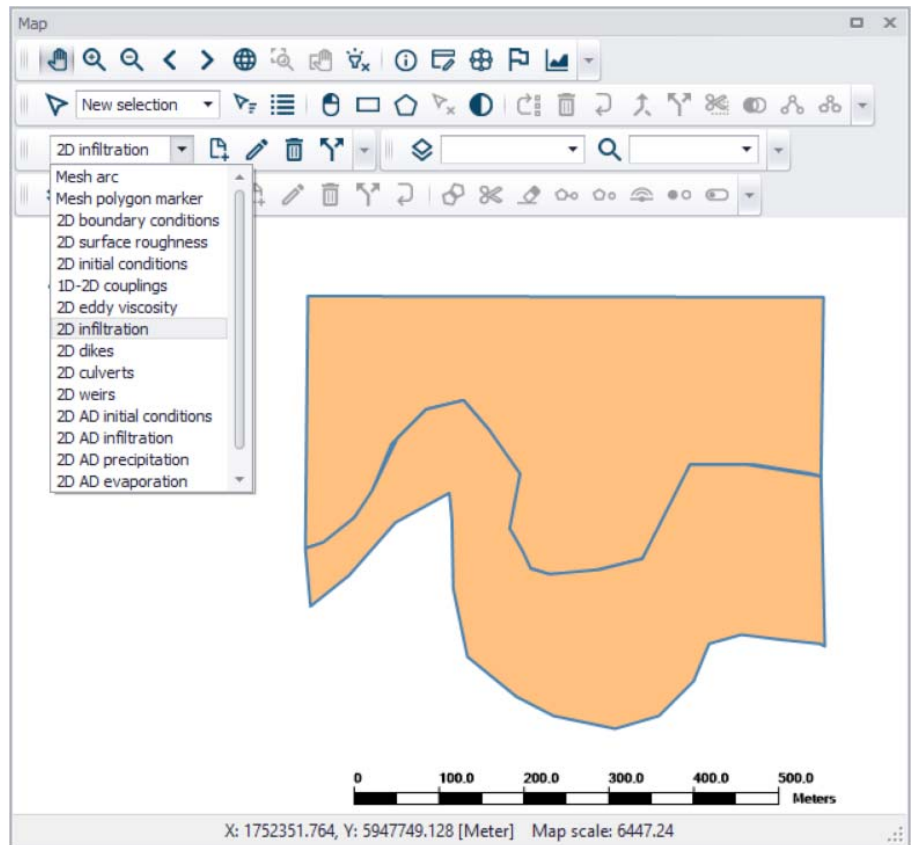 Map
New selection
2D infiltration
Mesh arc
Mesh polygon marker
2D boundary conditions
2D surface roughness
2D initial conditions
1D-2D couplings
2D eddy viscosity
2D infiltration
2D dikes
2D culverts
2D weirs
2D AD initial conditions
2D AD infiltration
2D AD precipitation
2D AD evaporation
0 100.0 200.0 300.0 400.0 500.0
Meters
X: 1752351.764, Y: 5947749.128 [Meter] Map scale: 6447.24